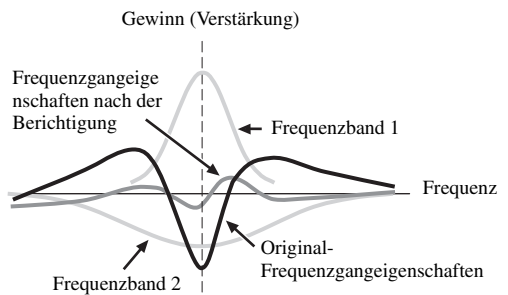 Gewinn (Verstärkung)
Frequenzgangeige
nschaften nach der
Berichtigung
Frequenzband 1
Frequenz
Original-
Frequenzgangeigenschaften
Frequenzband 2